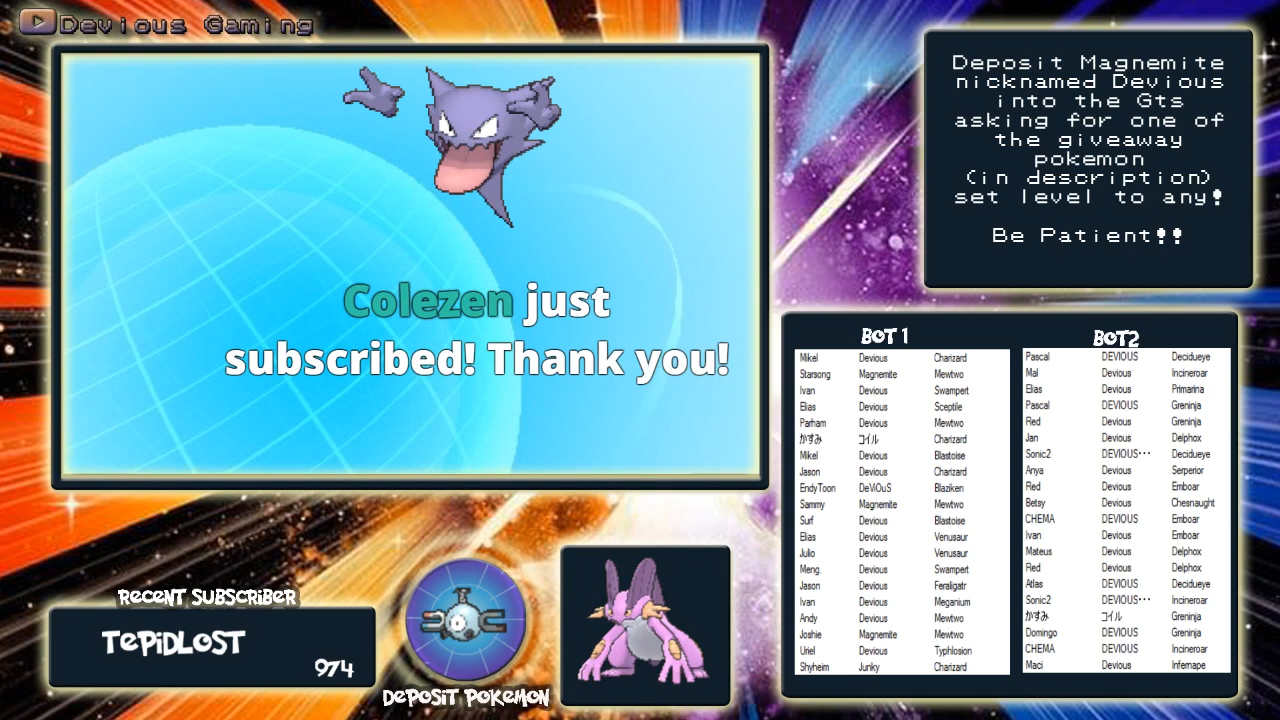 Devious Gaming
Colezen just
subscribed! Thank you!
Deposit Magnemite
nicknamed Devious
into the Gts
asking for one of
the giveaway
pokemon
(in description)
set level to any!
Be Patient!!
BOT 1
Mikel Devious Charizard
Starsong Magnemite Mewtwo
Ivan Devious Swampert
Elias Devious Sceptile
Parham Devious Mewtwo
かすみ コイル Charizard
Mikel Devious Blastoise
Jason Devious Charizard
EndyToon DeViOuS Blaziken
Sammy Magnemite Mewtwo
Surf Devious Blastoise
Elias Devious Venusaur
Julio Devious Venusaur
Meng. Devious Swampert
Jason Devious Feraligatr
Ivan Devious Meganium
Andy Devious Mewtwo
Joshie Magnemite Mewtwo
Uriel Devious Typhlosion
Shyheim Junky Charizard
BOT2
Pascal DEVIOUS Decidueye
Mal Devious Incineroar
Elias Devious Primarina
Pascal DEVIOUS Greninja
Red Devious Greninja
Jan Devious Delphox
Sonic2 DEVIOUS··· Decidueye
Anya Devious Serperior
Red Devious Emboar
Betsy Devious Chesnaught
CHEMA DEVIOUS Emboar
Ivan Devious Emboar
Mateus Devious Delphox
Red Devious Delphox
Atlas DEVIOUS Decidueye
Sonic2 DEVIOUS··· Incineroar
かすみ コイル Greninja
Domingo DEVIOUS Greninja
CHEMA DEVIOUS Incineroar
Maci Devious Infernape
RECENT SUBSCRIBER
TEPIDLOST
974
DEPOSIT POKEMON